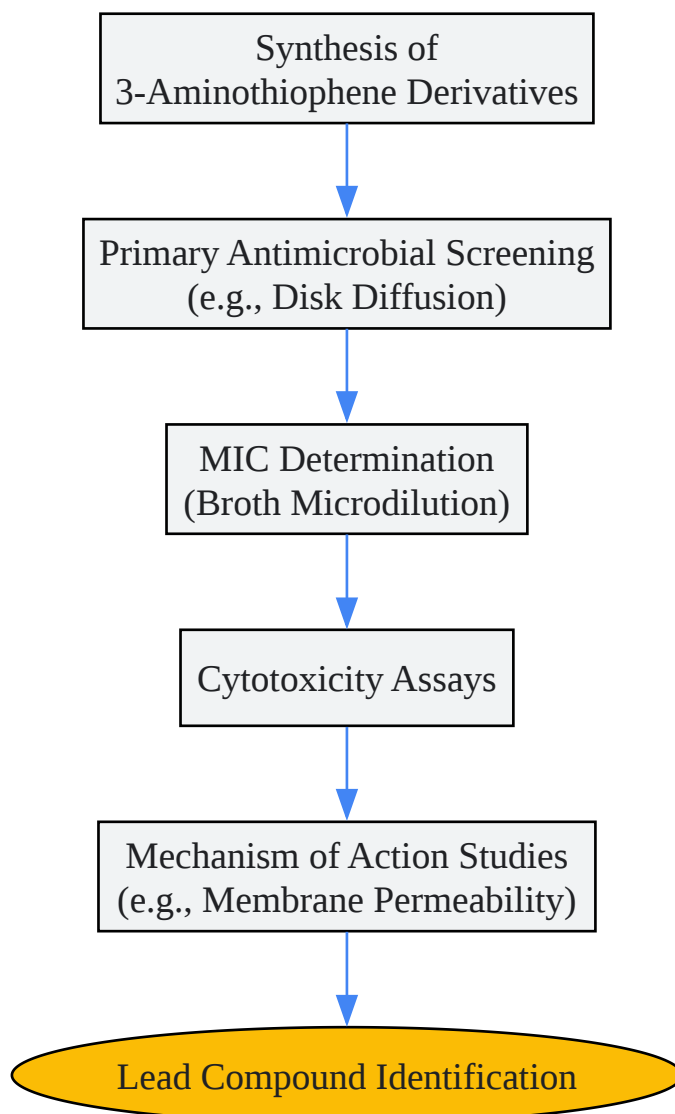 Synthesis of
3-Aminothiophene Derivatives
Primary Antimicrobial Screening
(e.g., Disk Diffusion)
MIC Determination
(Broth Microdilution)
Cytotoxicity Assays
Mechanism of Action Studies
(e.g., Membrane Permeability)
Lead Compound Identification